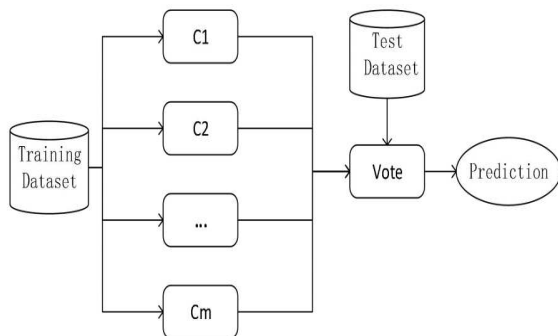 C1
Test
Dataset
C2
Training
Dataset
Vote
Prediction
...
Cm